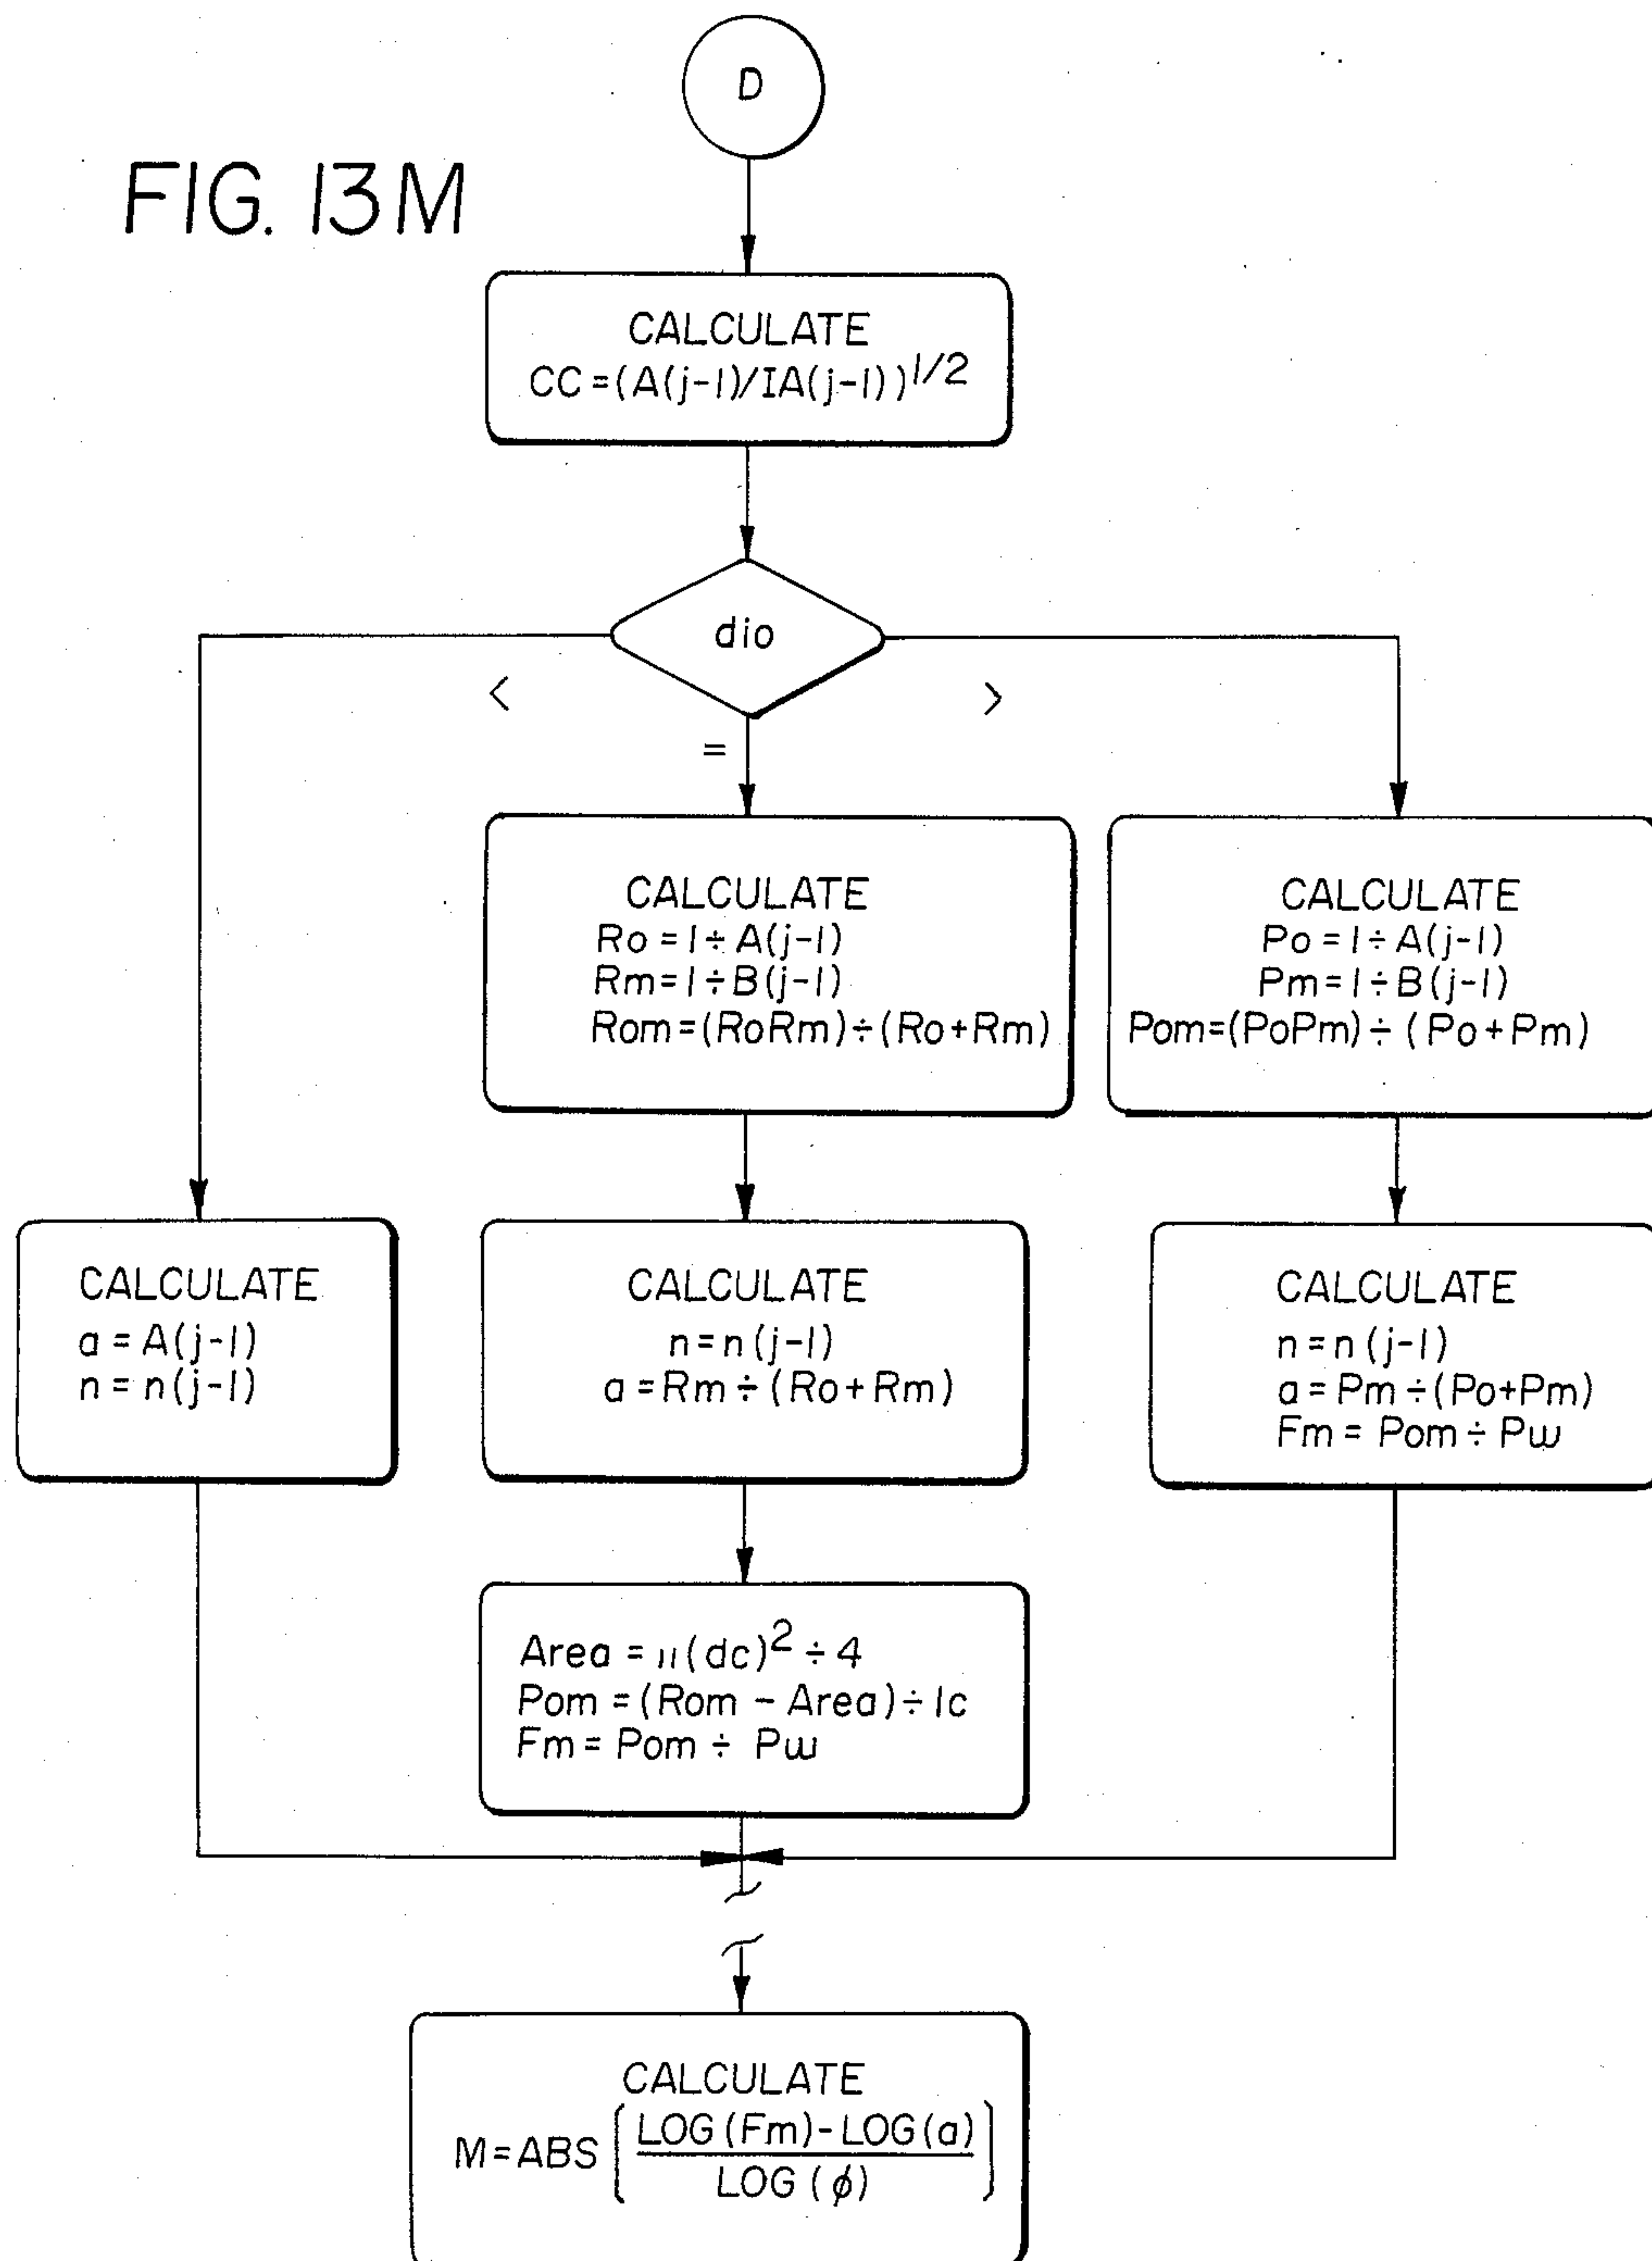 D
FIG. 13M
CALCULATE
CC=(A(j-1)/IA(j-1))^1/2
dio
<
>
=
CALCULATE
Ro=1÷A(j-1)
Rm=1÷B(j-1)
Rom=(RoRm)÷(Ro+Rm)
CALCULATE
Po=1÷A(j-1)
Pm=1÷B(j-1)
Pom=(PoPm)÷(Po+Pm)
CALCULATE
a=A(j-1)
n=n(j-1)
CALCULATE
n=n(j-1)
a=Rm÷(Ro+Rm)
CALCULATE
n=n(j-1)
a=Pm÷(Po+Pm)
Fm=Pom÷Pω
Area=π(dc)^2÷4
Pom=(Rom-Area)÷lc
Fm=Pom÷Pω
CALCULATE
LOG(Fm)-LOG(a)
M=ABS[ ]
LOG(ϕ)